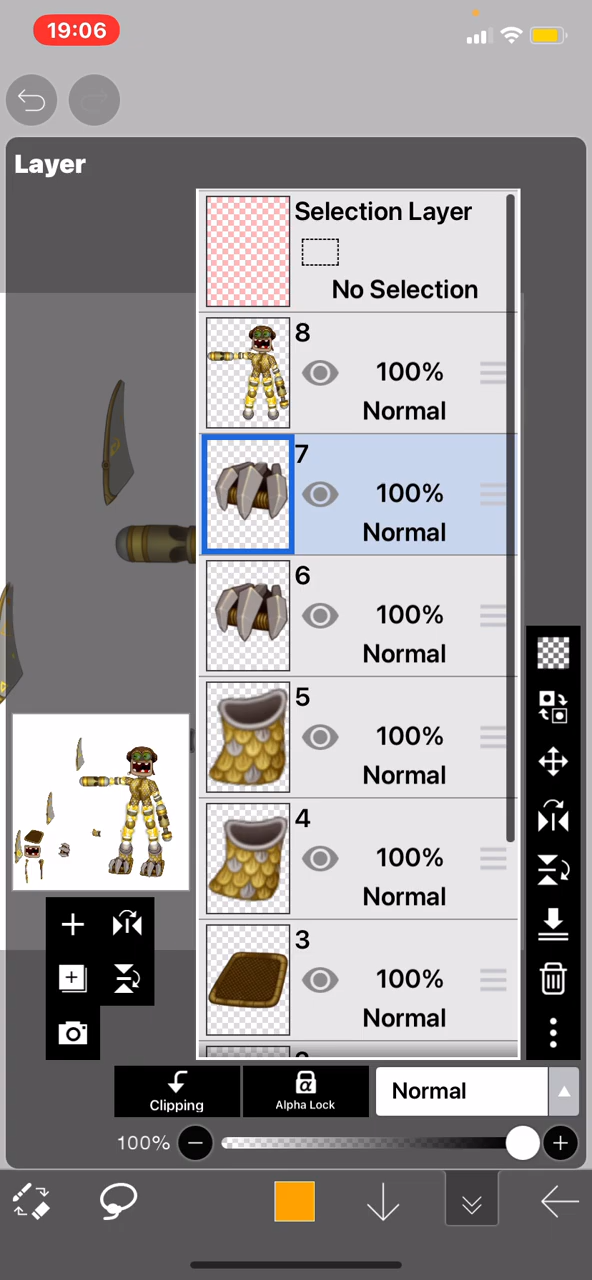 19:06
Layer
Selection Layer
No Selection
8
100%
Normal
7
100%
Normal
6
100%
Normal
5
100%
Normal
4
100%
Normal
3
100%
Normal
Clipping
α
Alpha Lock
Normal
100%